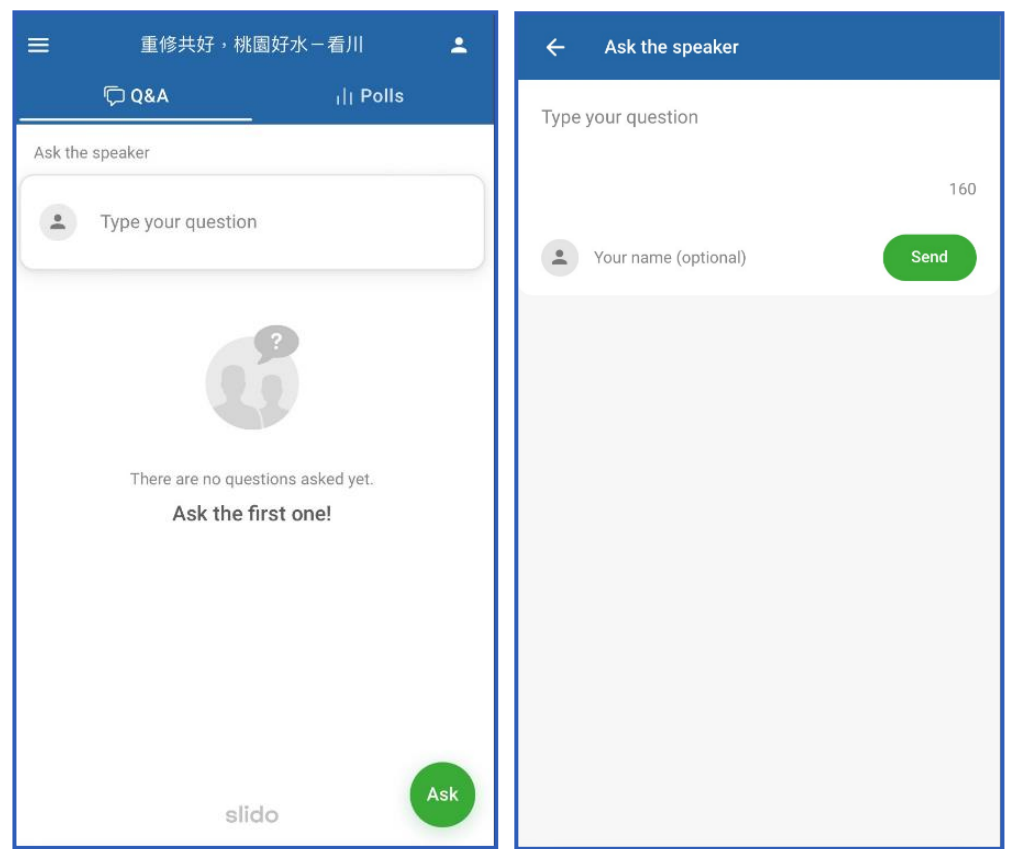 重修共好，桃園好水－看川
Q&A
Polls
Ask the speaker
Type your question
?
There are no questions asked yet.
Ask the first one!
Ask
slido
Ask the speaker
Type your question
160
Your name (optional)
Send